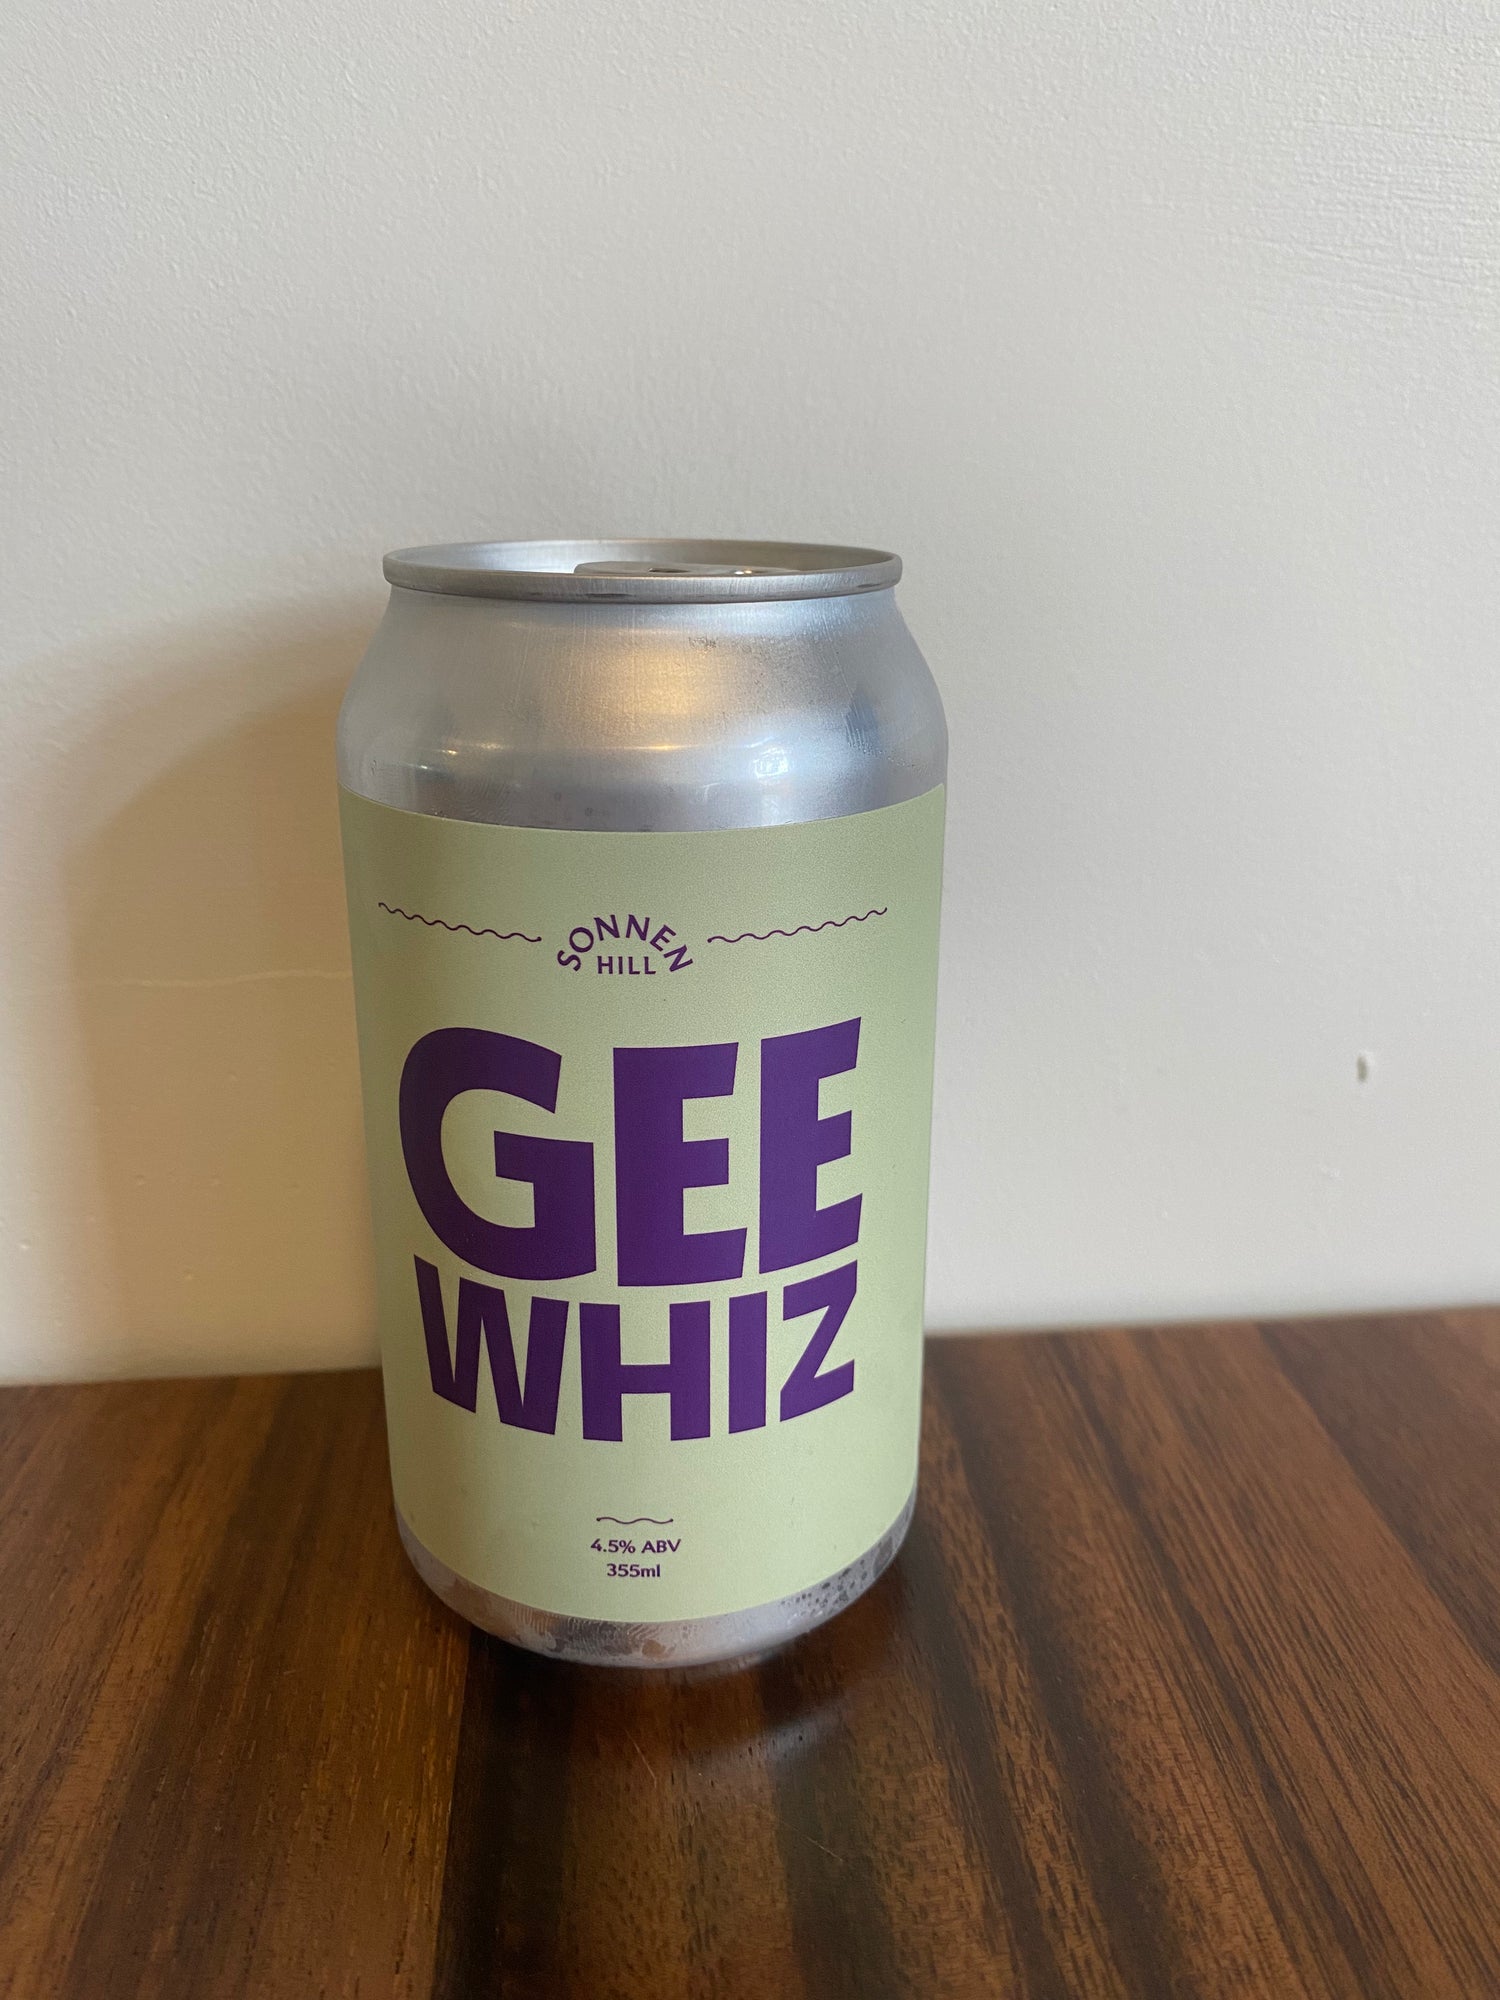 SONNEN
HILL
GEE
WHIZ
4.5% ABV
355ml